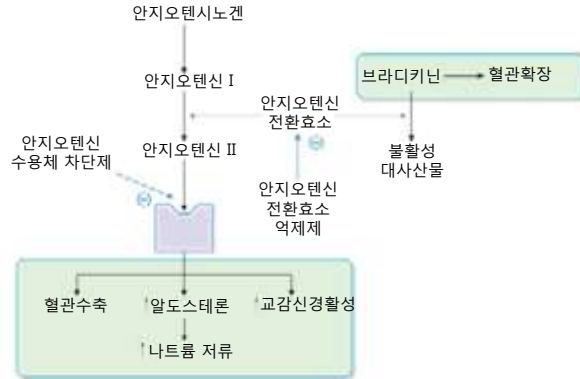 안지오텐시노겐
안지오텐신 I
브라디키닌 → 혈관확장
안지오텐신
전환효소
안지오텐신
수용체 차단제
안지오텐신 II
불활성
대사산물
⊖
⊖
안지오텐신
전환효소
억제제
혈관수축 ↑알도스테론 ↑교감신경활성
↑나트륨 저류